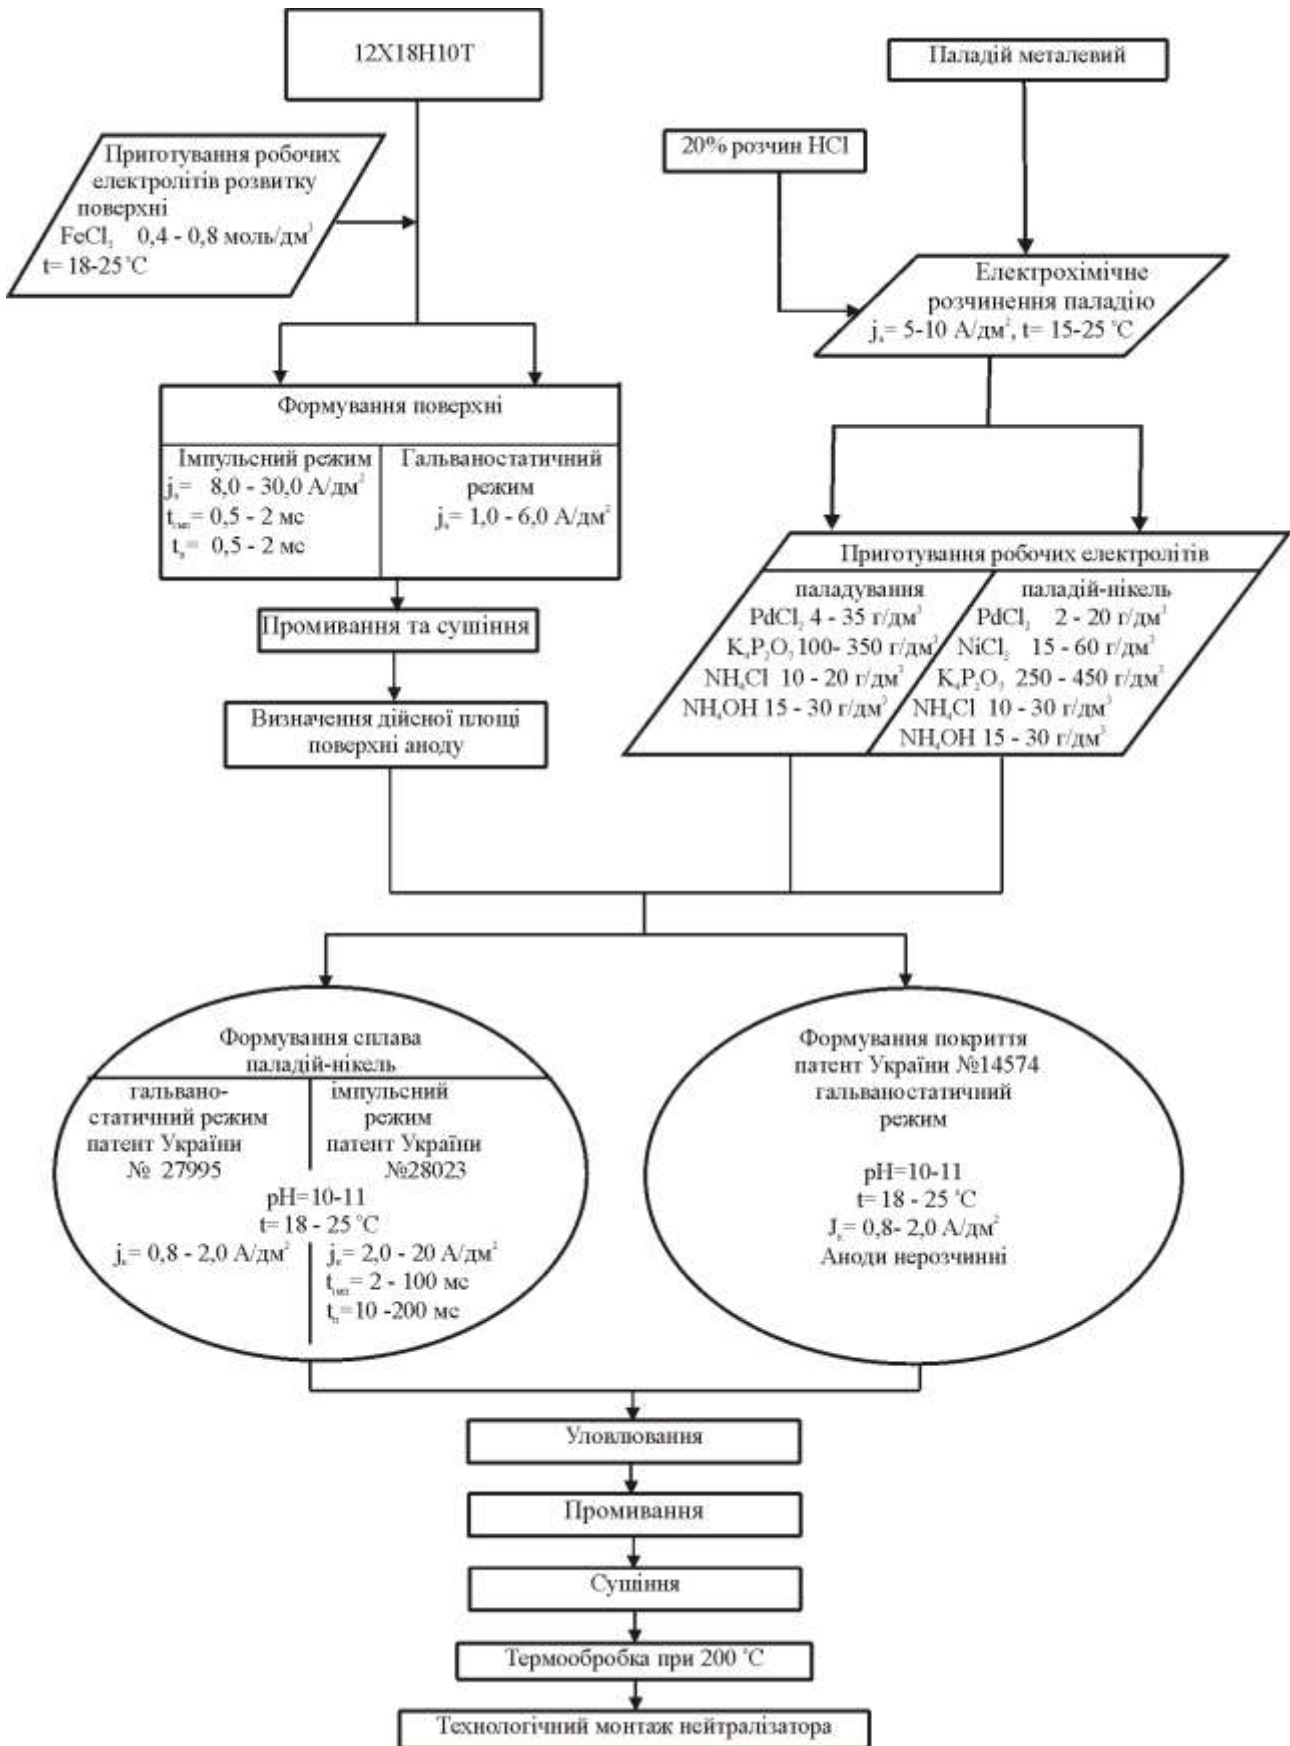 12Х18Н10Т
Паладій металевий
20% розчин HCl
Приготування робочих
електролітів розвитку
поверхні
FeCl₃ 0,4 - 0,8 моль/дм³
t= 18-25 °С
Електрохімічне
розчинення паладію
jₐ= 5-10 А/дм², t= 15-25 °С
Формування поверхні
Імпульсний режим
jₐ= 8,0 - 30,0 А/дм²
tімп= 0,5 - 2 мс
tп= 0,5 - 2 мс
Гальваностатичний
режим
jₐ= 1,0 - 6,0 А/дм²
Промивання та сушіння
Визначення дійсної площі
поверхні аноду
Приготування робочих електролітів
паладування
PdCl₂ 4 - 35 г/дм³
K₄P₂O₇ 100- 350 г/дм³
NH₄Cl 10 - 20 г/дм³
NH₄OH 15 - 30 г/дм³
паладій-нікель
PdCl₂ 2 - 20 г/дм³
NiCl₂ 15 - 60 г/дм³
K₄P₂O₇ 250 - 450 г/дм³
NH₄Cl 10 - 30 г/дм³
NH₄OH 15 - 30 г/дм³
Формування сплава
паладій-нікель
гальвано-
статичний режим
патент України
№ 27995
імпульсний
режим
патент України
№28023
pH=10-11
t= 18 - 25 °С
jк= 0,8 - 2,0 А/дм²
jк= 2,0 - 20 А/дм²
tімп= 2 - 100 мс
tп=10 -200 мс
Формування покриття
патент України №14574
гальваностатичний
режим
pH=10-11
t= 18 - 25 °С
Jк= 0,8- 2,0 А/дм²
Аноди нерозчинні
Уловлювання
Промивання
Сушіння
Термообробка при 200 °С
Технологічний монтаж нейтралізатора